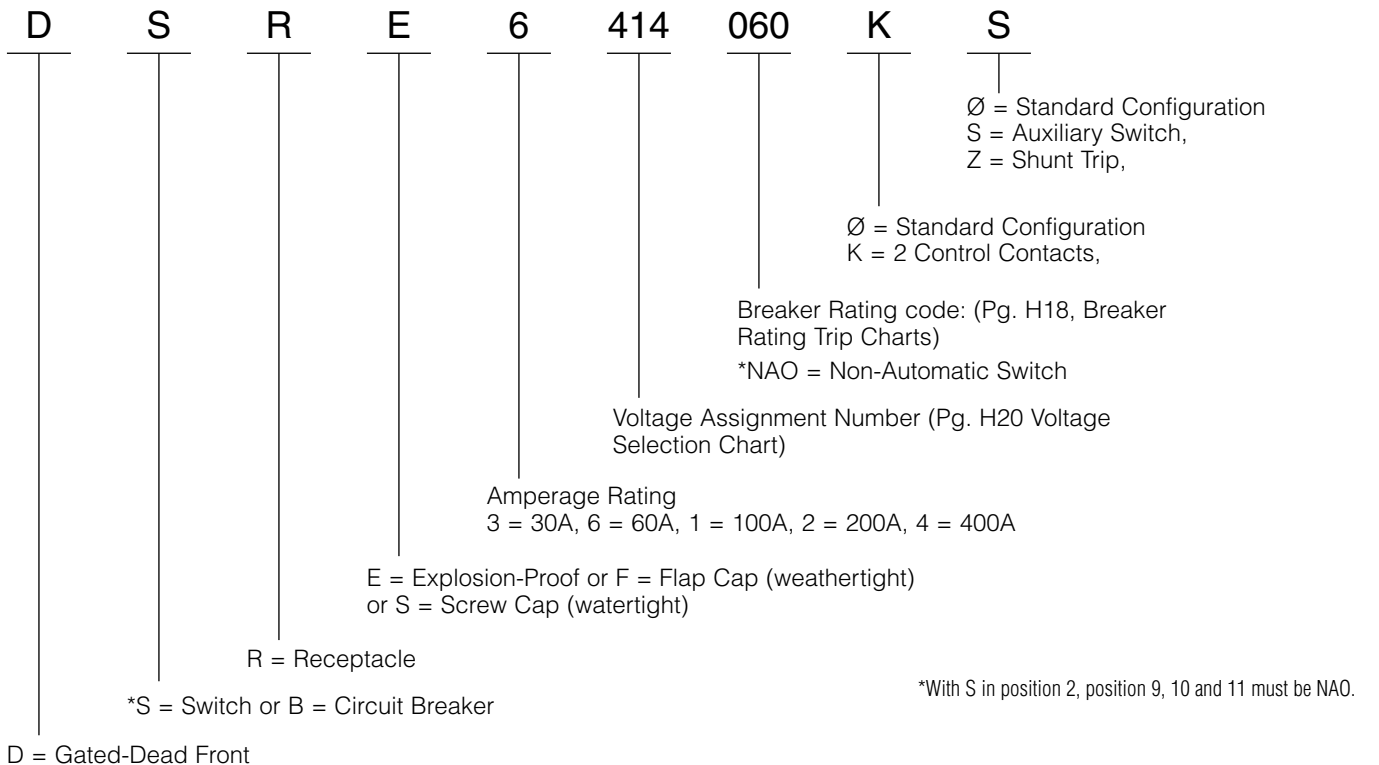 D S R E 6 414 060 K S
Ø = Standard Configuration
S = Auxiliary Switch,
Z = Shunt Trip,
Ø = Standard Configuration
K = 2 Control Contacts,
Breaker Rating code: (Pg. H18, Breaker
Rating Trip Charts)
*NAO = Non-Automatic Switch
Voltage Assignment Number (Pg. H20 Voltage
Selection Chart)
Amperage Rating
3 = 30A, 6 = 60A, 1 = 100A, 2 = 200A, 4 = 400A
E = Explosion-Proof or F = Flap Cap (weathertight)
or S = Screw Cap (watertight)
R = Receptacle
*S = Switch or B = Circuit Breaker
*With S in position 2, position 9, 10 and 11 must be NAO.
D = Gated-Dead Front